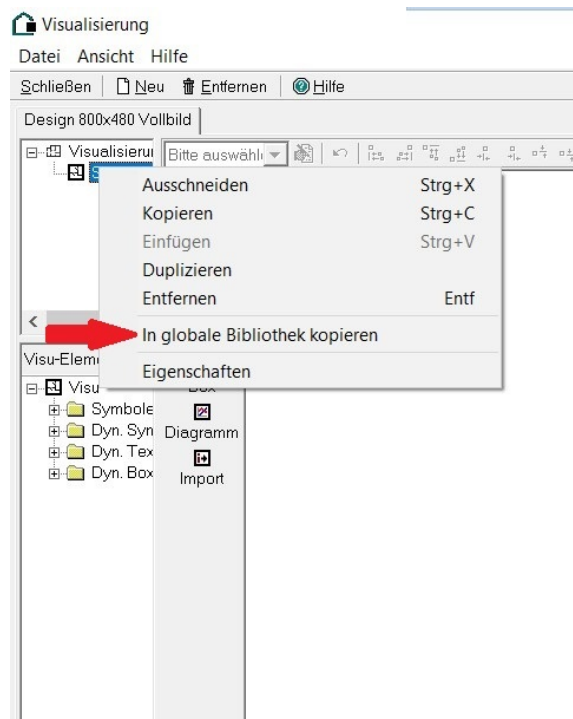 Visualisierung
Datei Ansicht Hilfe
Schließen Neu Entfernen Hilfe
Design 800x480 Vollbild
Visualisieru Bitte auswähl
S
Ausschneiden Strg+X
Kopieren Strg+C
Einfügen Strg+V
Duplizieren
Entfernen Entf
In globale Bibliothek kopieren
Eigenschaften
Visu-Elem
Visu Box
Symbole
Dyn. Syn Diagramm
Dyn. Tex
Dyn. Box Import